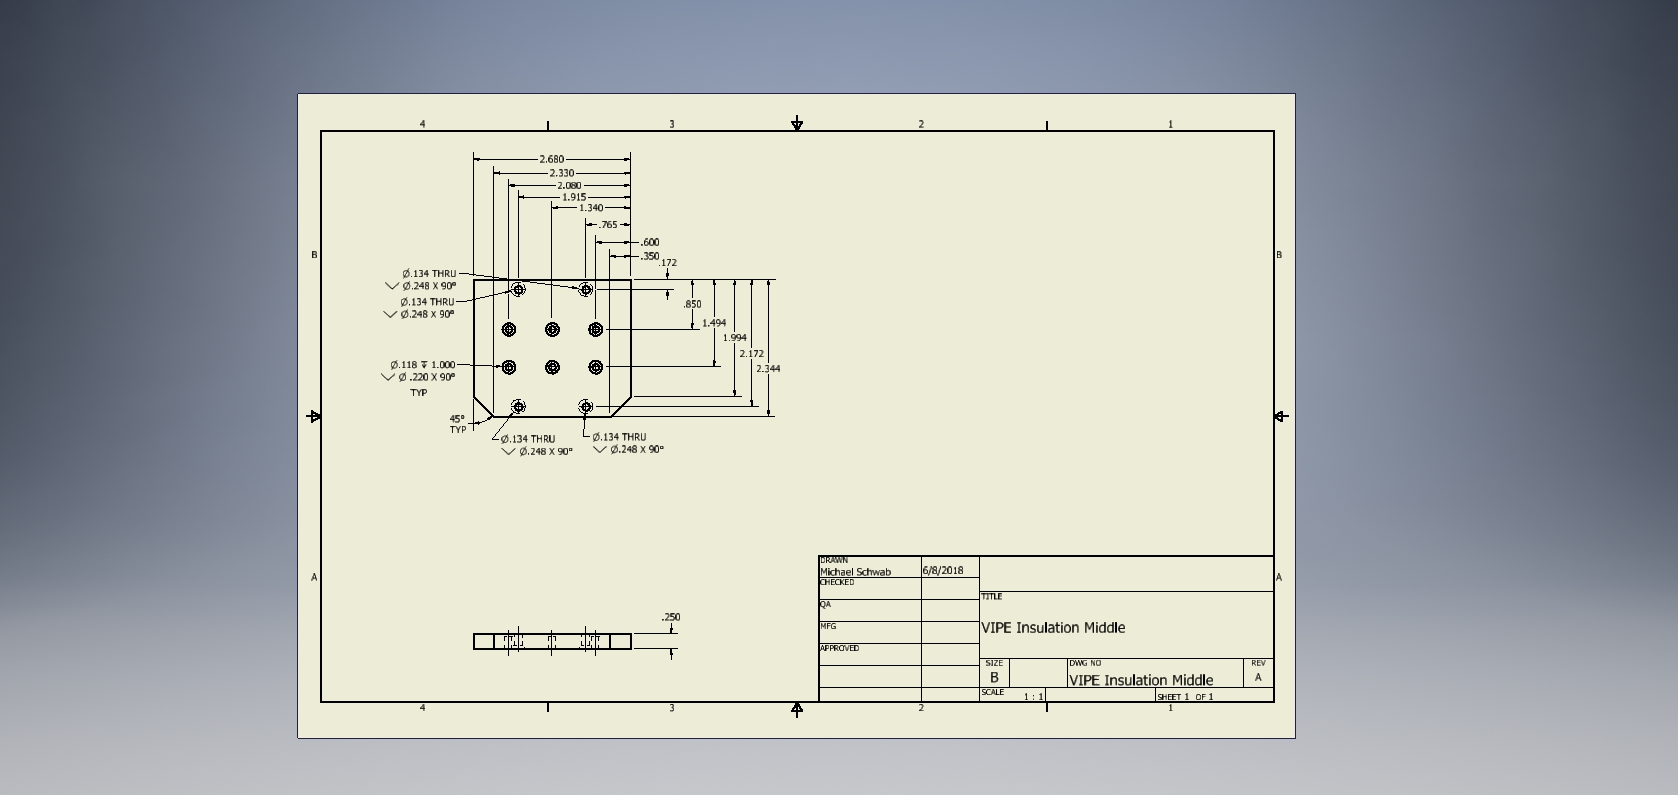 4 3 2 1
2.680
2.330
2.080
1.915
1.340
.765
.600
.350
.172
B B
Ø.134 THRU
Ø.248 X 90°
Ø.134 THRU
Ø.248 X 90°
.850
1.494
1.994
2.172
2.344
Ø.118 ↧ 1.000
Ø .220 X 90°
TYP
45°
TYP
Ø.134 THRU
Ø.248 X 90°
Ø.134 THRU
Ø.248 X 90°
A A
.250
DRAWN
Michael Schwab 6/8/2018
CHECKED
QA
MFG
APPROVED
TITLE
VIPE Insulation Middle
SIZE
B
DWG NO
VIPE Insulation Middle
REV
A
SCALE
1 : 1
SHEET 1 OF 1
4 3 2 1